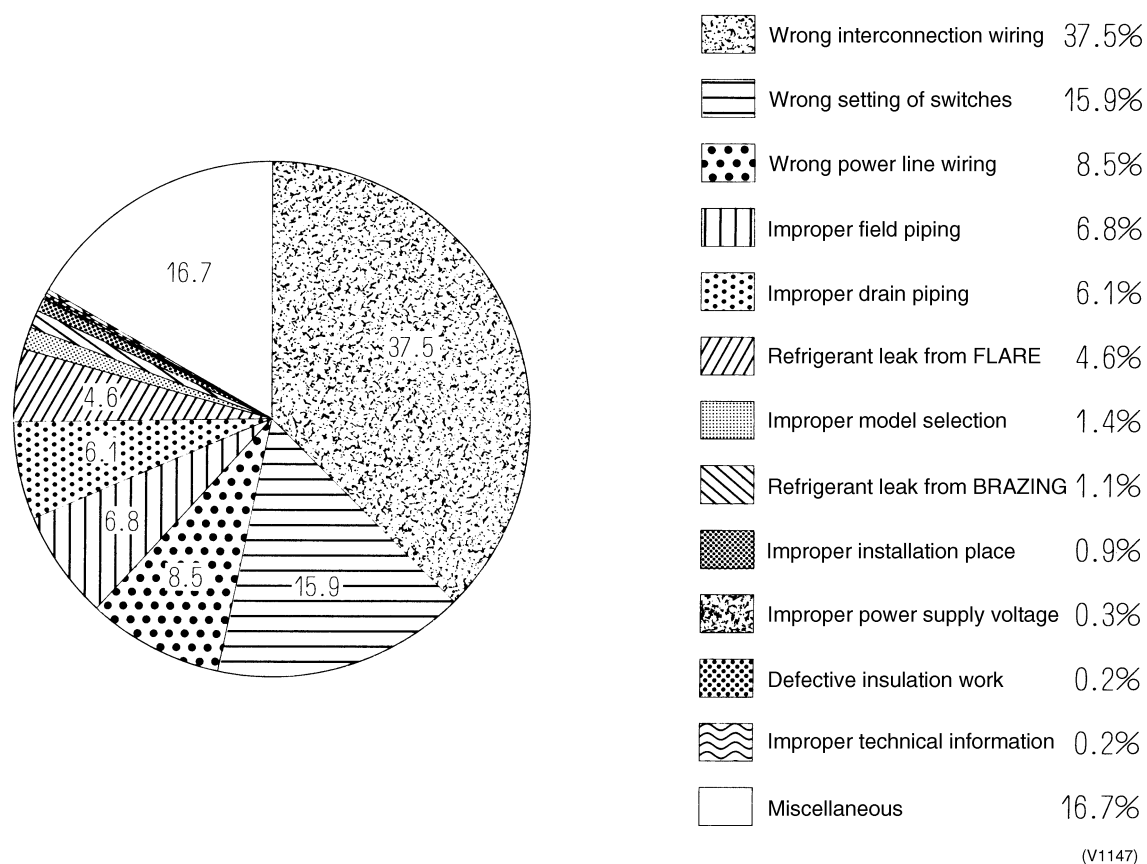 Wrong interconnection wiring 37.5%
Wrong setting of switches 15.9%
Wrong power line wiring 8.5%
Improper field piping 6.8%
Improper drain piping 6.1%
Refrigerant leak from FLARE 4.6%
Improper model selection 1.4%
Refrigerant leak from BRAZING 1.1%
Improper installation place 0.9%
Improper power supply voltage 0.3%
Defective insulation work 0.2%
Improper technical information 0.2%
Miscellaneous 16.7%
16.7
37.5
4.6
6.1
6.8
8.5
15.9
(V1147)